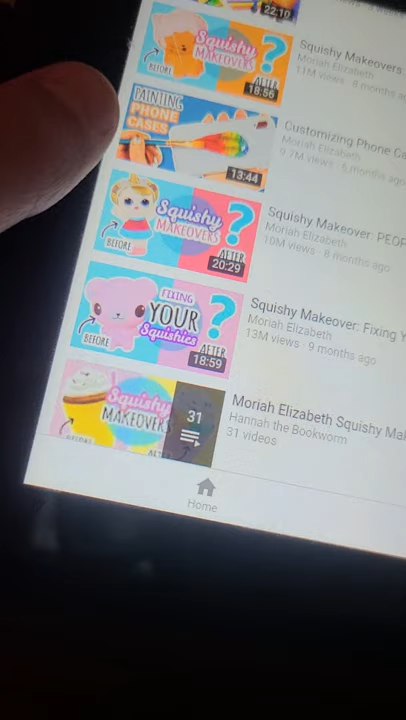 22:10
Squishy
MAKEOVERS
?
BEFORE
AFTER
18:56
Squishy Makeovers
Moriah Elizabeth
11M views · 8 months
PAINTING
PHONE
CASES
13:44
Customizing Phone Ca
Moriah Elizabeth
9.7M views · 6 months ago
Squishy
MAKEOVERS
?
BEFORE
AFTER
20:29
Squishy Makeover: PEOP
Moriah Elizabeth
10M views · 8 months ago
FIXING
YOUR
Squishies
?
BEFORE
AFTER
18:59
Squishy Makeover: Fixing Y
Moriah Elizabeth
13M views · 9 months ago
Squishy
MAKEOVERS
31
Moriah Elizabeth Squishy Mak
Hannah the Bookworm
31 videos
Home